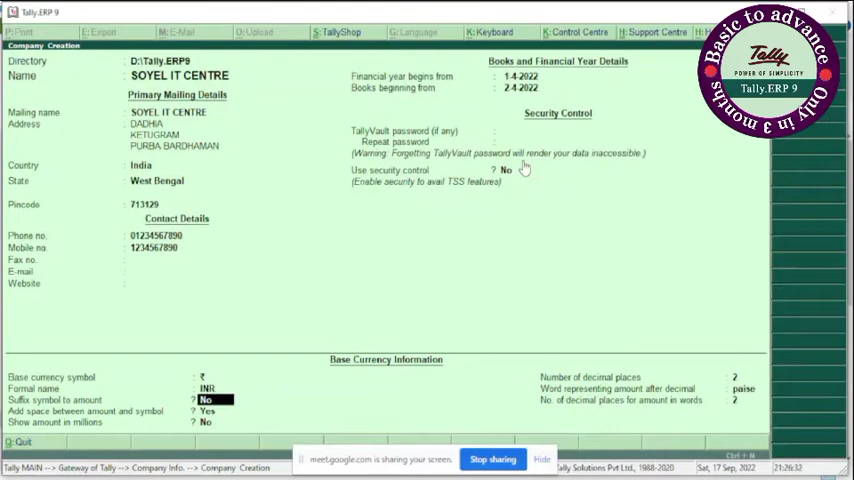 Tally.ERP 9
P: Print E: Export M: E-Mail O: Upload S: TallyShop G: Language K: Keyboard K: Control Centre H: Support Centre
Company Creation
Directory : D:\Tally.ERP9
Name : SOYEL IT CENTRE
Primary Mailing Details
Mailing name : SOYEL IT CENTRE
Address : DADHIA
KETUGRAM
PURBA BARDHAMAN
Country : India
State : West Bengal
Pincode : 713129
Contact Details
Phone no. : 01234567890
Mobile no. : 1234567890
Fax no. :
E-mail :
Website :
Books and Financial Year Details
Financial year begins from : 1-4-2022
Books beginning from : 2-4-2022
Security Control
TallyVault password (if any) :
Repeat password :
(Warning: Forgetting TallyVault password will render your data inaccessible.)
Use security control ? No
(Enable security to avail TSS features)
Basic to advance
Tally
POWER OF SIMPLICITY
Tally.ERP 9
Only in 3 months
Base Currency Information
Base currency symbol : ₹
Formal name : INR
Suffix symbol to amount ? No
Add space between amount and symbol ? Yes
Show amount in millions ? No
Number of decimal places : 2
Word representing amount after decimal : paise
No. of decimal places for amount in words : 2
Q: Quit
Ctrl + N
meet.google.com is sharing your screen. Stop sharing Hide
Tally MAIN --> Gateway of Tally --> Company Info. --> Company Creation
Tally Solutions Pvt Ltd., 1988-2020 Sat, 17 Sep, 2022 21:26:32